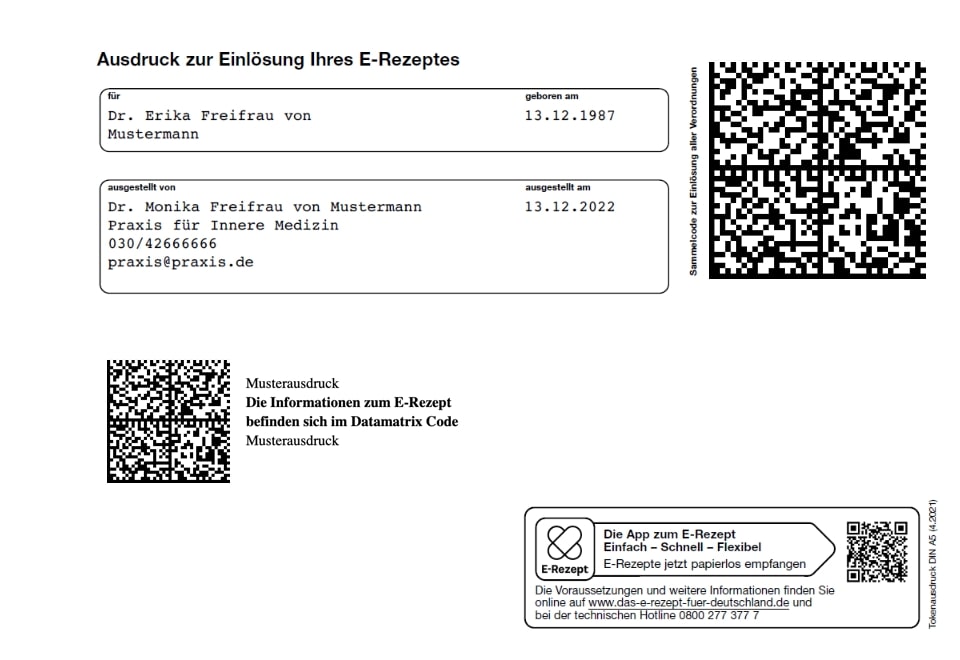 Ausdruck zur Einlösung Ihres E-Rezeptes
für
geboren am
Dr. Erika Freifrau von
13.12.1987
Mustermann
Sammelcode zur Einlösung aller Verordnungen
ausgestellt von
ausgestellt am
Dr. Monika Freifrau von Mustermann
13.12.2022
Praxis für Innere Medizin
030/42666666
praxis@praxis.de
Musterausdruck
Die Informationen zum E-Rezept
befinden sich im Datamatrix Code
Musterausdruck
E-Rezept
Die App zum E-Rezept
Einfach – Schnell – Flexibel
E-Rezepte jetzt papierlos empfangen
Die Voraussetzungen und weitere Informationen finden Sie
online auf www.das-e-rezept-fuer-deutschland.de und
bei der technischen Hotline 0800 277 377 7
Tokenausdruck DIN A5 (4.2021)